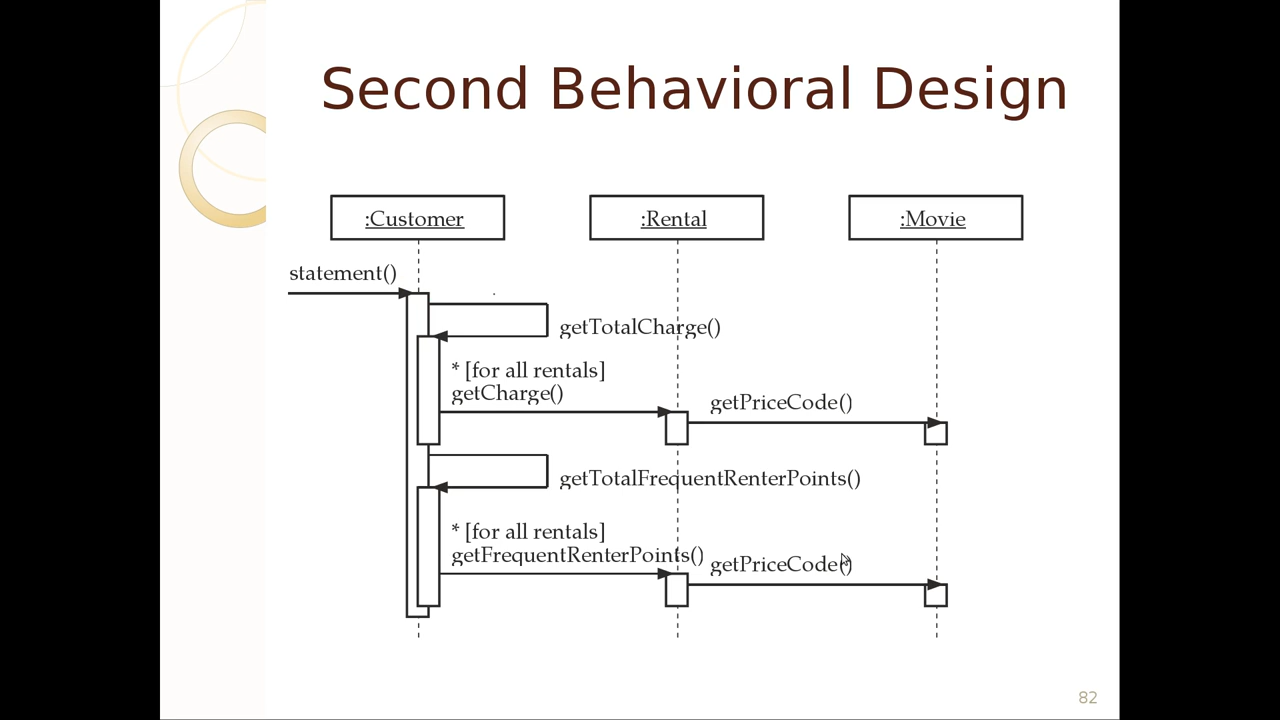 Second Behavioral Design
:Customer
:Rental
:Movie
statement()
getTotalCharge()
* [for all rentals]
getCharge()
getPriceCode()
getTotalFrequentRenterPoints()
* [for all rentals]
getFrequentRenterPoints()
getPriceCode()
82